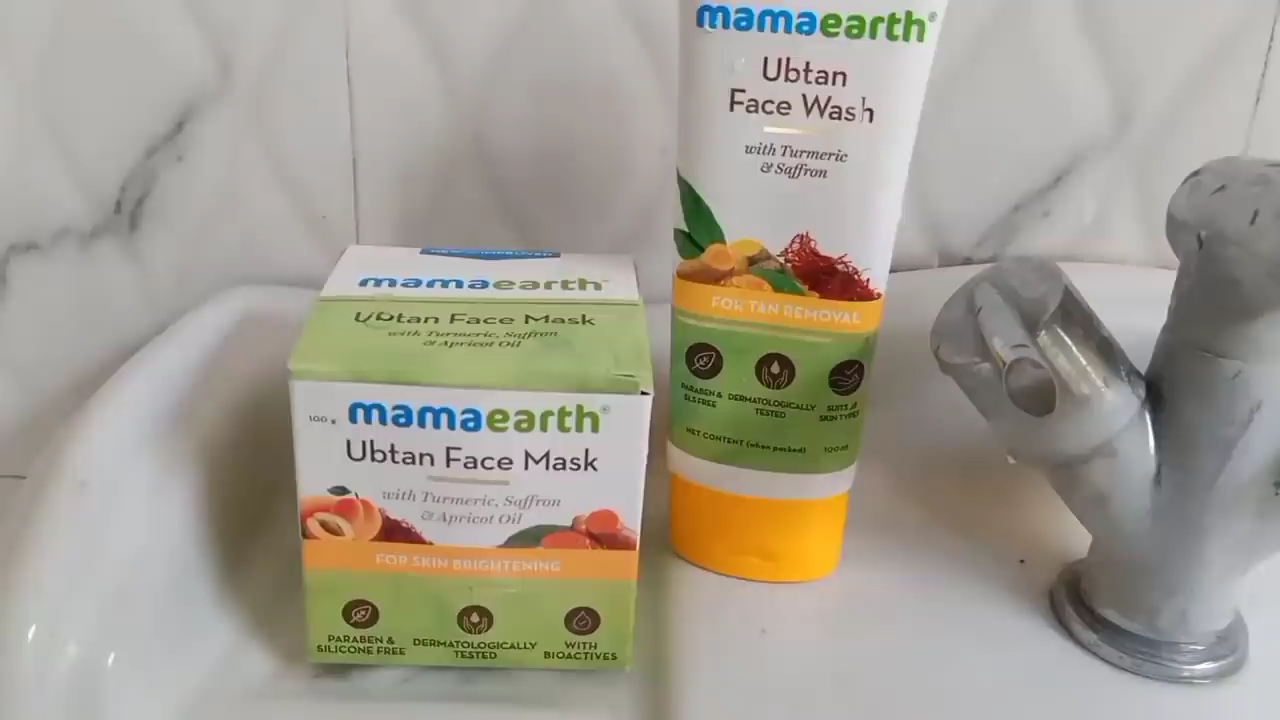 NEW & IMPROVED
mamaearth
Ubtan Face Mask
with Turmeric, Saffron
& Apricot Oil
100 g
mamaearth®
Ubtan Face Mask
with Turmeric, Saffron
& Apricot Oil
FOR SKIN BRIGHTENING
PARABEN &
SILICONE FREE
DERMATOLOGICALLY
TESTED
WITH
BIOACTIVES
mamaearth®
Ubtan
Face Wash
with Turmeric
& Saffron
FOR TAN REMOVAL
PARABEN &
SLS FREE
DERMATOLOGICALLY
TESTED
SUITS all
SKIN TYPES
NET CONTENT (when packed) 100 ml